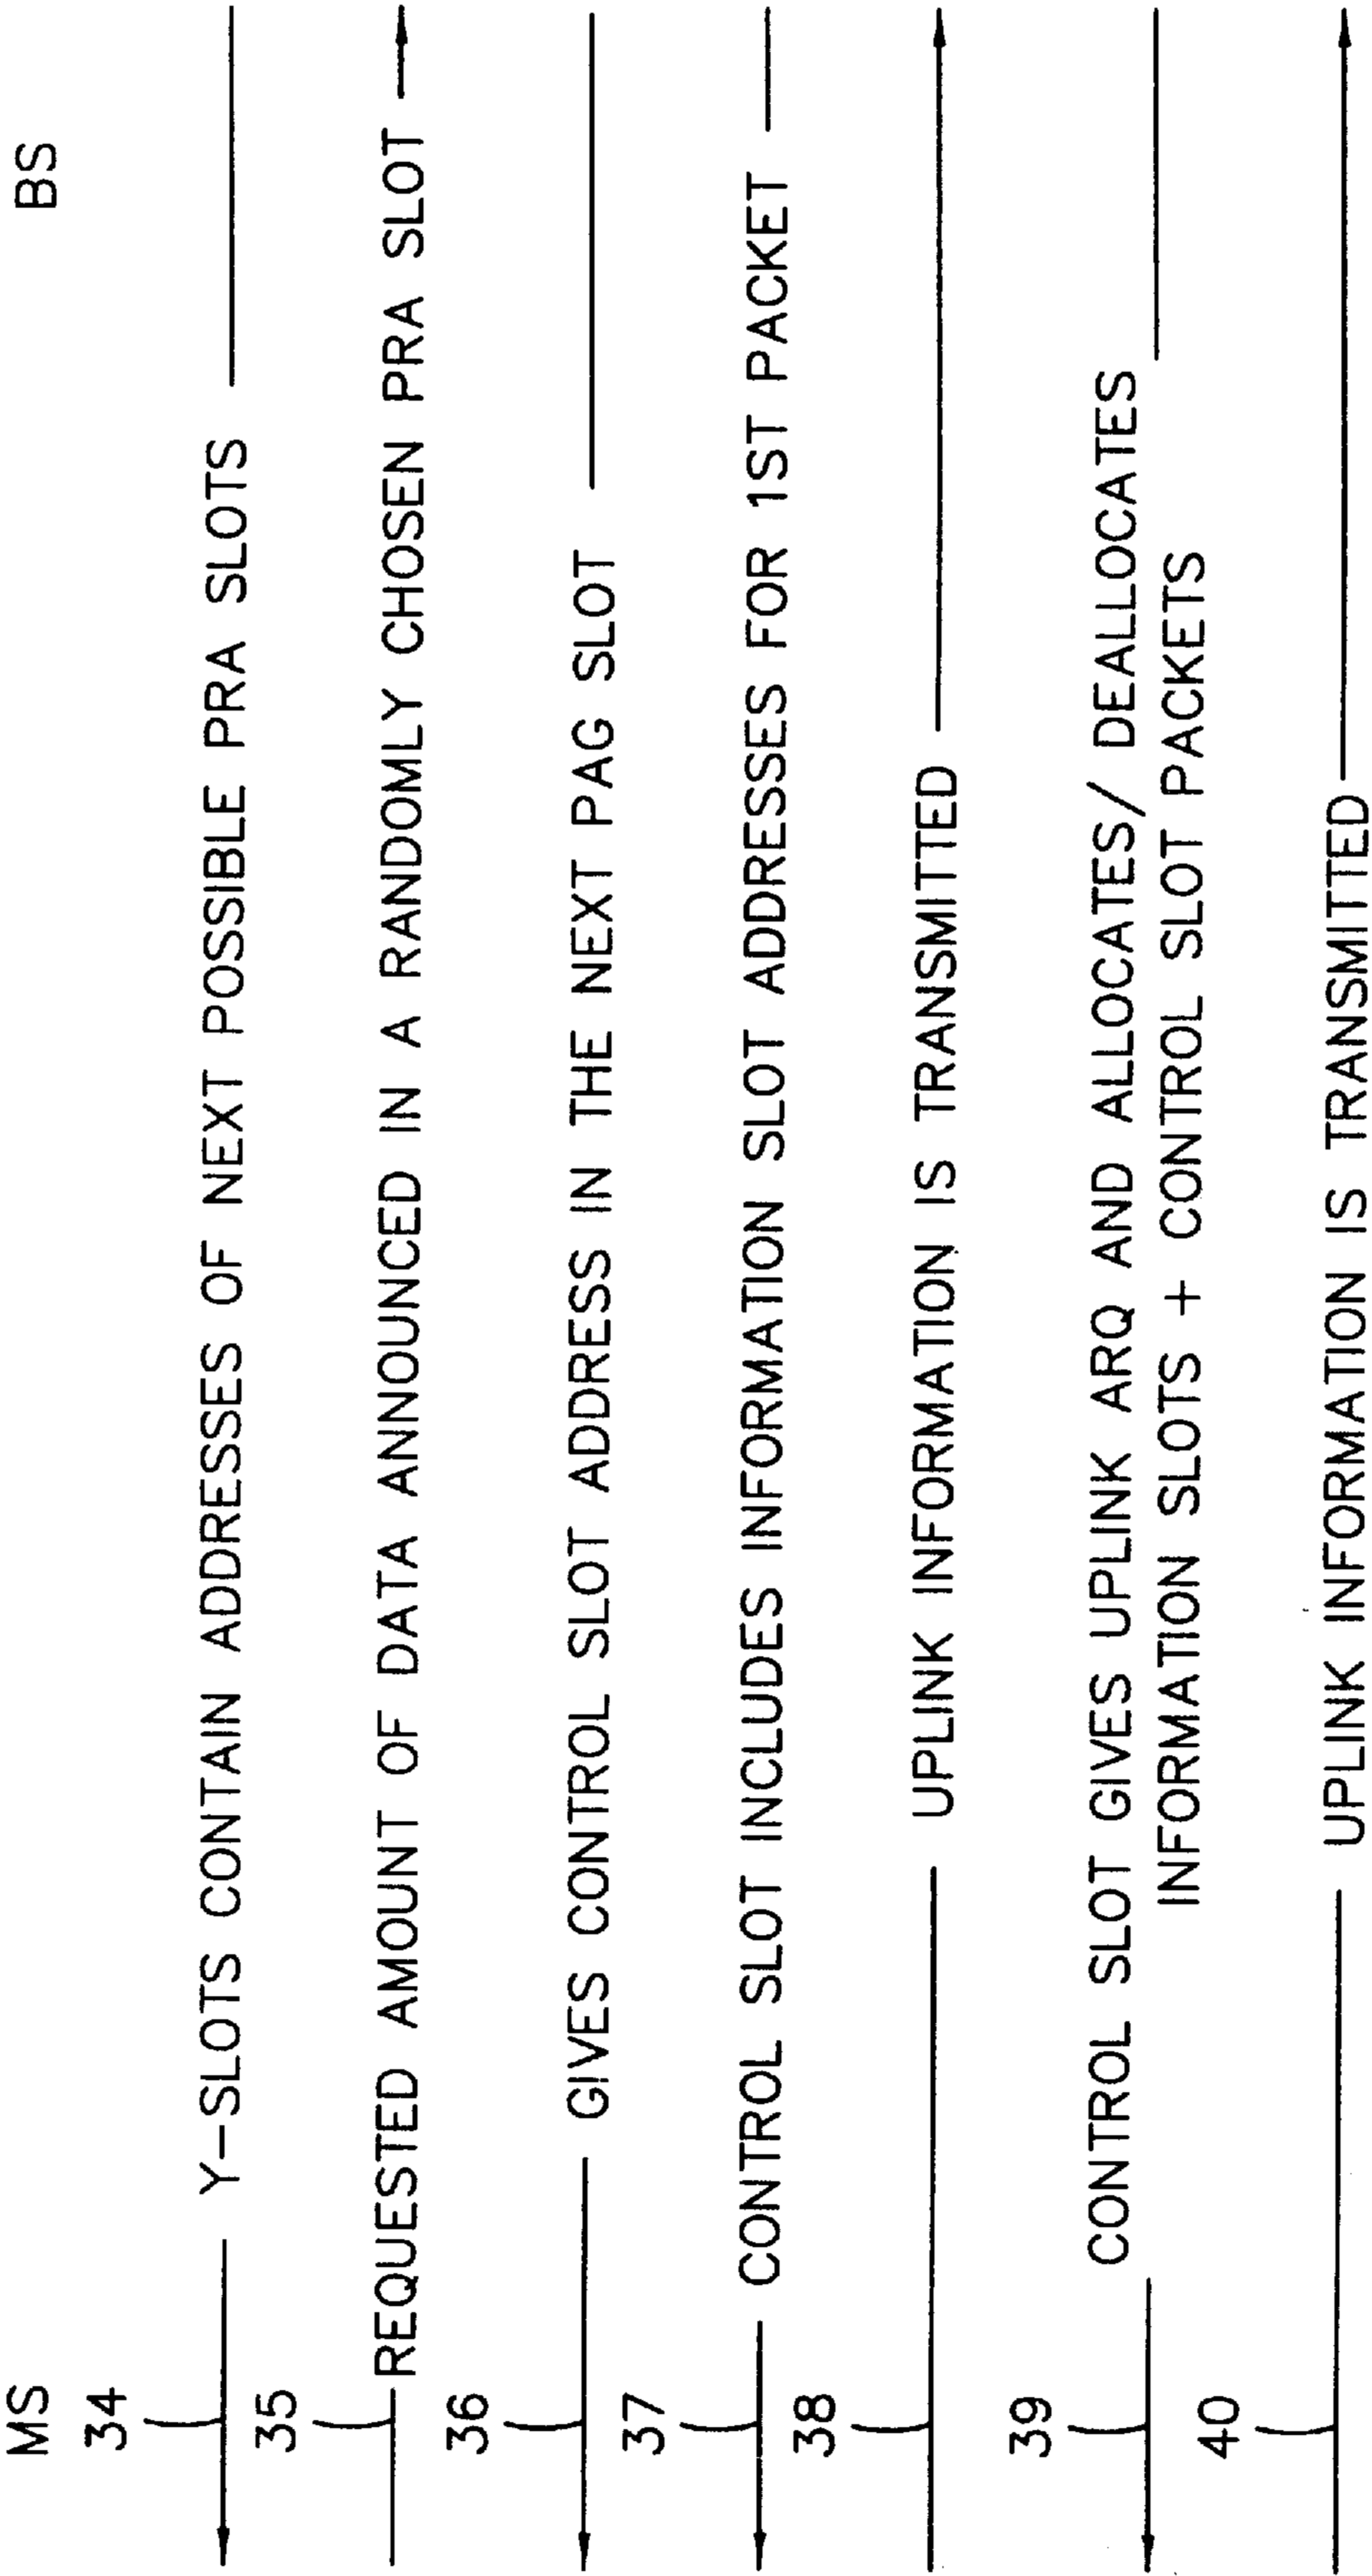 MS BS
34
Y-SLOTS CONTAIN ADDRESSES OF NEXT POSSIBLE PRA SLOTS
35
REQUESTED AMOUNT OF DATA ANNOUNCED IN A RANDOMLY CHOSEN PRA SLOT
36
GIVES CONTROL SLOT ADDRESS IN THE NEXT PAG SLOT
37
CONTROL SLOT INCLUDES INFORMATION SLOT ADDRESSES FOR 1ST PACKET
38
UPLINK INFORMATION IS TRANSMITTED
39
CONTROL SLOT GIVES UPLINK ARQ AND ALLOCATES/ DEALLOCATES
INFORMATION SLOTS + CONTROL SLOT PACKETS
40
UPLINK INFORMATION IS TRANSMITTED